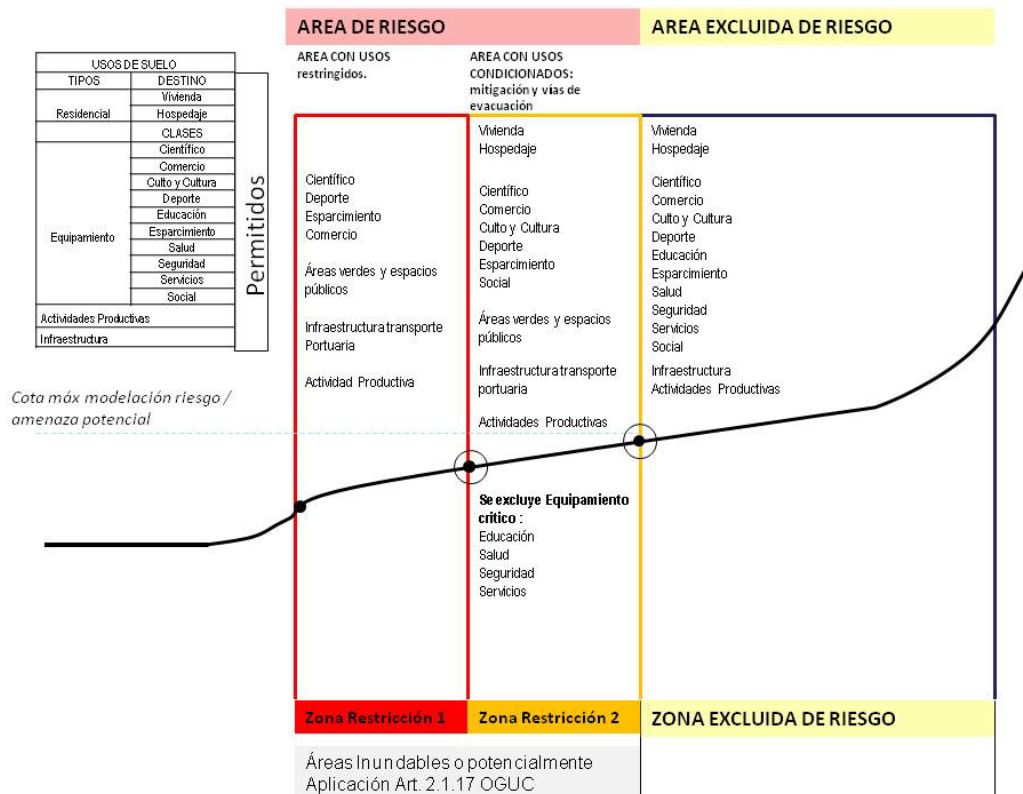 AREA DE RIESGO
AREA EXCLUIDA DE RIESGO
USOS DE SUELO
TIPOS DESTINO
Residencial
Vivienda
Hospedaje
CLASES
Equipamiento
Científico
Comercio
Culto y Cultura
Deporte
Educación
Esparcimiento
Salud
Seguridad
Servicios
Social
Actividades Productivas
Infraestructura
Permitidos
Cota máx modelación riesgo /
amenaza potencial
AREA CON USOS
restringidos.
Científico
Deporte
Esparcimiento
Comercio
Áreas verdes y espacios
públicos
Infraestructura transporte
Portuaria
Actividad Productiva
AREA CON USOS
CONDICIONADOS:
mitigación y vías de
evacuación
Vivienda
Hospedaje
Científico
Comercio
Culto y Cultura
Deporte
Esparcimiento
Social
Áreas verdes y espacios
públicos
Infraestructura transporte
portuaria
Actividades Productivas
Se excluye Equipamiento
critico :
Educación
Salud
Seguridad
Servicios
Vivienda
Hospedaje
Científico
Comercio
Culto y Cultura
Deporte
Educación
Esparcimiento
Salud
Seguridad
Servicios
Social
Infraestructura
Actividades Productivas
Zona Restricción 1
Zona Restricción 2
ZONA EXCLUIDA DE RIESGO
Áreas Inundables o potencialmente
Aplicación Art. 2.1.17 OGUC